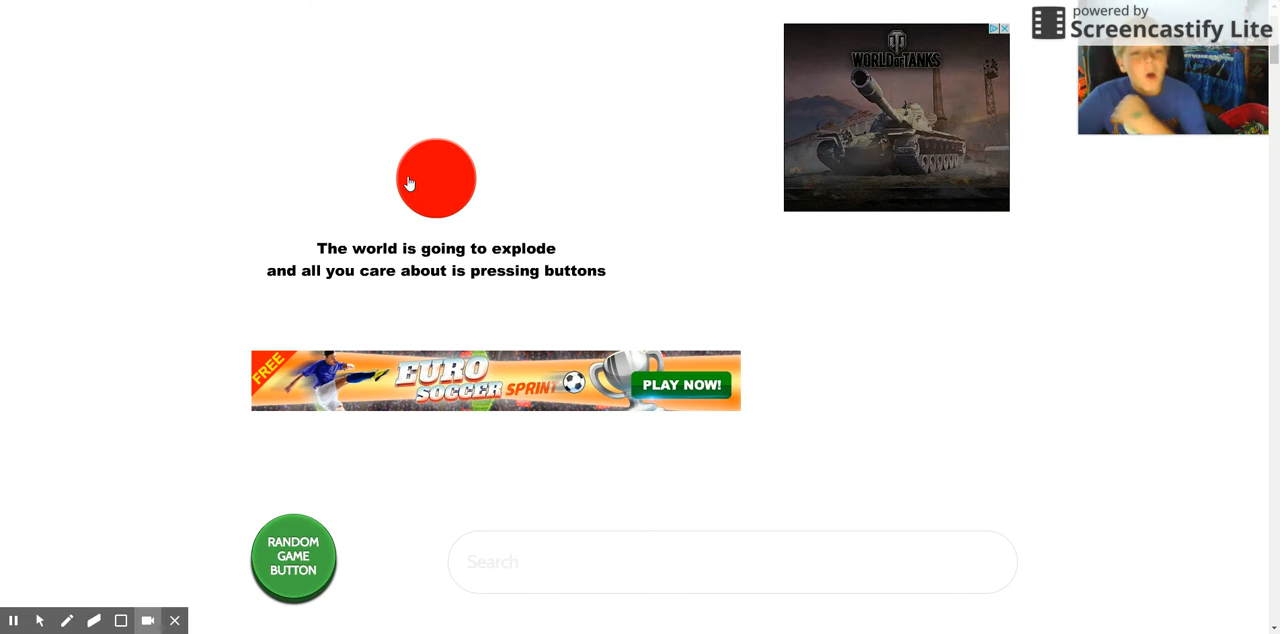 powered by
Screencastify Lite
WORLD OF TANKS
The world is going to explode
and all you care about is pressing buttons
FREE
EURO
SOCCER SPRINT
PLAY NOW!
RANDOM
GAME
BUTTON
Search